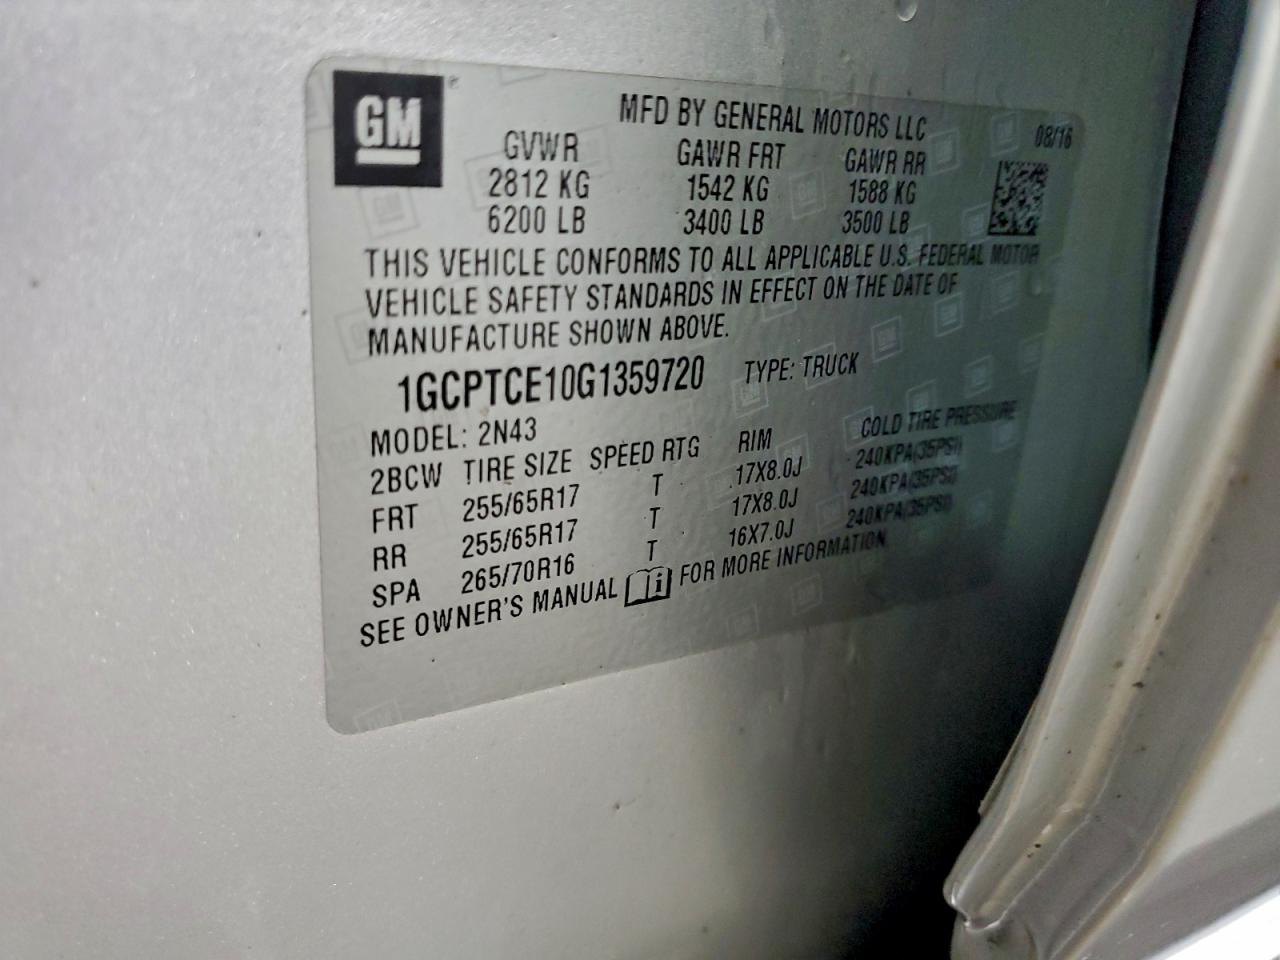 GM
MFD BY GENERAL MOTORS LLC
08/16
GVWR GAWR FRT GAWR RR
2812 KG 1542 KG 1588 KG
6200 LB 3400 LB 3500 LB
THIS VEHICLE CONFORMS TO ALL APPLICABLE U.S. FEDERAL MOTOR
VEHICLE SAFETY STANDARDS IN EFFECT ON THE DATE OF
MANUFACTURE SHOWN ABOVE.
1GCPTCE10G1359720 TYPE: TRUCK
MODEL: 2N43
2BCW TIRE SIZE SPEED RTG RIM COLD TIRE PRESSURE
FRT 255/65R17 T 17X8.0J 240KPA(35PSI)
RR 255/65R17 T 17X8.0J 240KPA(35PSI)
SPA 265/70R16 T 16X7.0J 240KPA(35PSI)
SEE OWNER'S MANUAL i FOR MORE INFORMATION